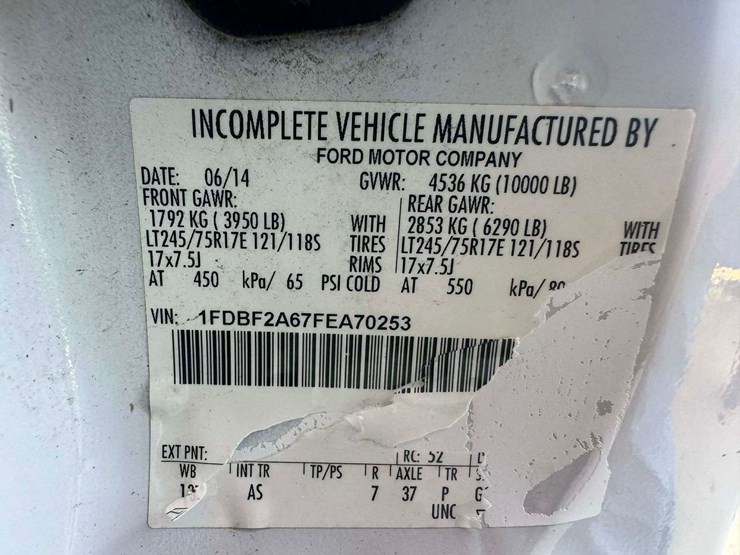 INCOMPLETE VEHICLE MANUFACTURED BY
FORD MOTOR COMPANY
DATE: 06/14 GVWR: 4536 KG (10000 LB)
FRONT GAWR: REAR GAWR:
1792 KG ( 3950 LB) WITH 2853 KG ( 6290 LB) WITH
LT245/75R17E 121/118S TIRES LT245/75R17E 121/118S TIRES
17x7.5J RIMS 17x7.5J
AT 450 kPa/ 65 PSI COLD AT 550 kPa/ 80
VIN: 1FDBF2A67FEA70253
EXT PNT: RC: 52
WB INT TR TP/PS R AXLE TR
AS 7 37 P G
UNC